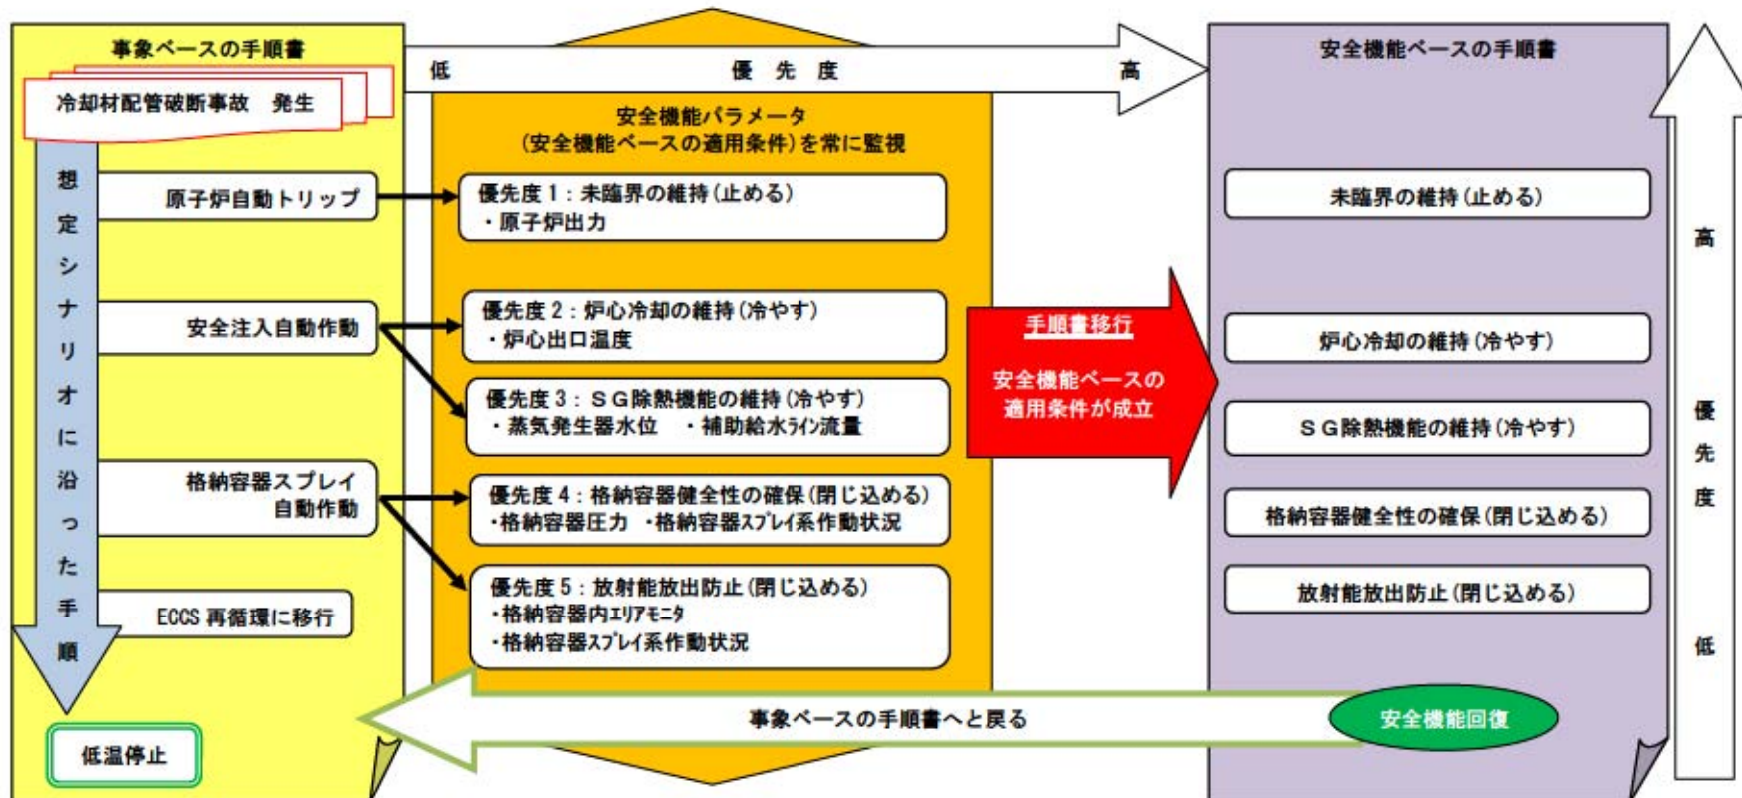 事象ベースの手順書
冷却材配管破断事故 発生
想定シナリオに沿った手順
原子炉自動トリップ
安全注入自動作動
格納容器スプレイ
自動作動
ECCS 再循環に移行
低温停止
低 優先度 高
安全機能パラメータ
(安全機能ベースの適用条件)を常に監視
優先度1:未臨界の維持(止める)
・原子炉出力
優先度2:炉心冷却の維持(冷やす)
・炉心出口温度
優先度3:SG除熱機能の維持(冷やす)
・蒸気発生器水位 ・補助給水ライン流量
優先度4:格納容器健全性の確保(閉じ込める)
・格納容器圧力 ・格納容器スプレイ系作動状況
優先度5:放射能放出防止(閉じ込める)
・格納容器内エリアモニタ
・格納容器スプレイ系作動状況
手順書移行
安全機能ベースの
適用条件が成立
安全機能ベースの手順書
未臨界の維持(止める)
炉心冷却の維持(冷やす)
SG除熱機能の維持(冷やす)
格納容器健全性の確保(閉じ込める)
放射能放出防止(閉じ込める)
安全機能回復
事象ベースの手順書へと戻る
高 優先度 低